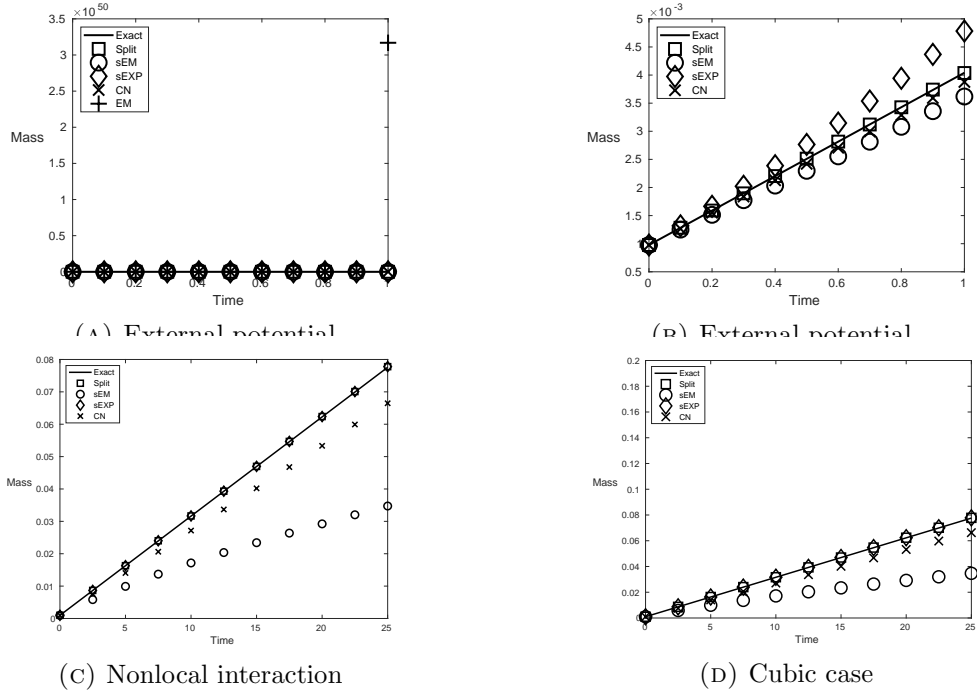 ×10^50
3.5
3
2.5
2
1.5
1
0.5
0
Mass
Exact
Split
sEM
sEXP
CN
EM
0 0.2 0.4 0.6 0.8 1
Time
(A) External potential
×10^-3
5
4.5
4
3.5
3
2.5
2
1.5
1
0.5
Mass
Exact
Split
sEM
sEXP
CN
0 0.2 0.4 0.6 0.8 1
Time
(B) External potential
0.08
0.07
0.06
0.05
0.04
0.03
0.02
0.01
0
Mass
Exact
Split
sEM
sEXP
CN
0 5 10 15 20 25
Time
(C) Nonlocal interaction
0.2
0.18
0.16
0.14
0.12
0.1
0.08
0.06
0.04
0.02
0
Mass
Exact
Split
sEM
sEXP
CN
0 5 10 15 20 25
Time
(D) Cubic case